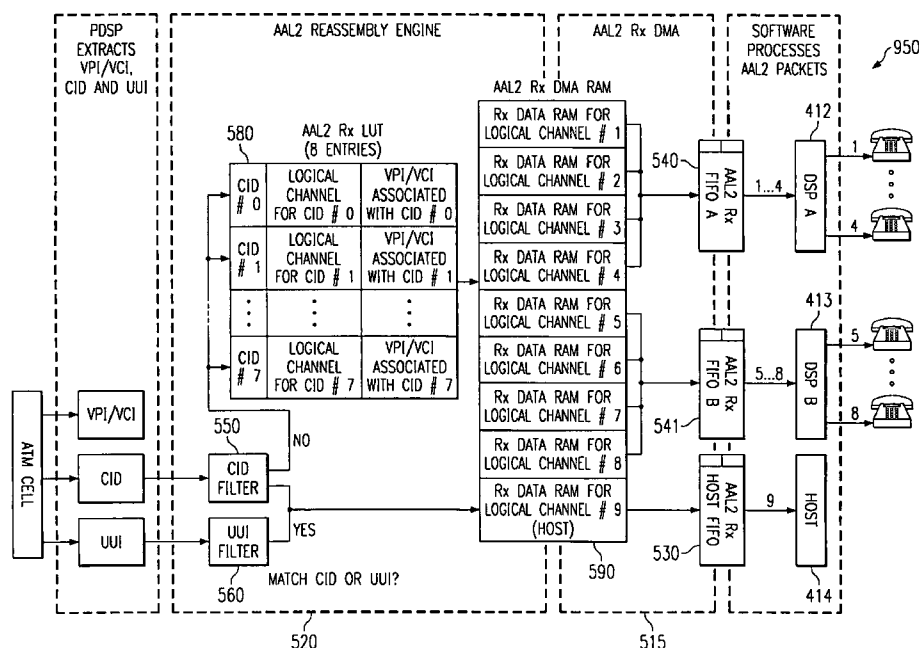 PDSP
EXTRACTS
VPI/VCI,
CID AND UUI
AAL2 REASSEMBLY ENGINE
AAL2 Rx DMA
SOFTWARE
PROCESSES
AAL2 PACKETS
950
AAL2 Rx DMA RAM
580
AAL2 Rx LUT
(8 ENTRIES)
CID
# 0
LOGICAL
CHANNEL
FOR CID # 0
VPI/VCI
ASSOCIATED
WITH CID # 0
CID
# 1
LOGICAL
CHANNEL
FOR CID # 1
VPI/VCI
ASSOCIATED
WITH CID # 1
CID
# 7
LOGICAL
CHANNEL
FOR CID # 7
VPI/VCI
ASSOCIATED
WITH CID # 7
Rx DATA RAM FOR
LOGICAL CHANNEL # 1
Rx DATA RAM FOR
LOGICAL CHANNEL # 2
Rx DATA RAM FOR
LOGICAL CHANNEL # 3
Rx DATA RAM FOR
LOGICAL CHANNEL # 4
Rx DATA RAM FOR
LOGICAL CHANNEL # 5
Rx DATA RAM FOR
LOGICAL CHANNEL # 6
Rx DATA RAM FOR
LOGICAL CHANNEL # 7
Rx DATA RAM FOR
LOGICAL CHANNEL # 8
Rx DATA RAM FOR
LOGICAL CHANNEL # 9
(HOST)
590
540
AAL2 Rx
FIFO A
1...4
412
DSP A
1
4
541
AAL2 Rx
FIFO B
5...8
413
DSP B
5
8
530
AAL2 Rx
HOST FIFO
9
HOST
414
ATM CELL
VPI/VCI
CID
UUI
550
CID
FILTER
NO
YES
UUI
FILTER
560
MATCH CID OR UUI?
520
515